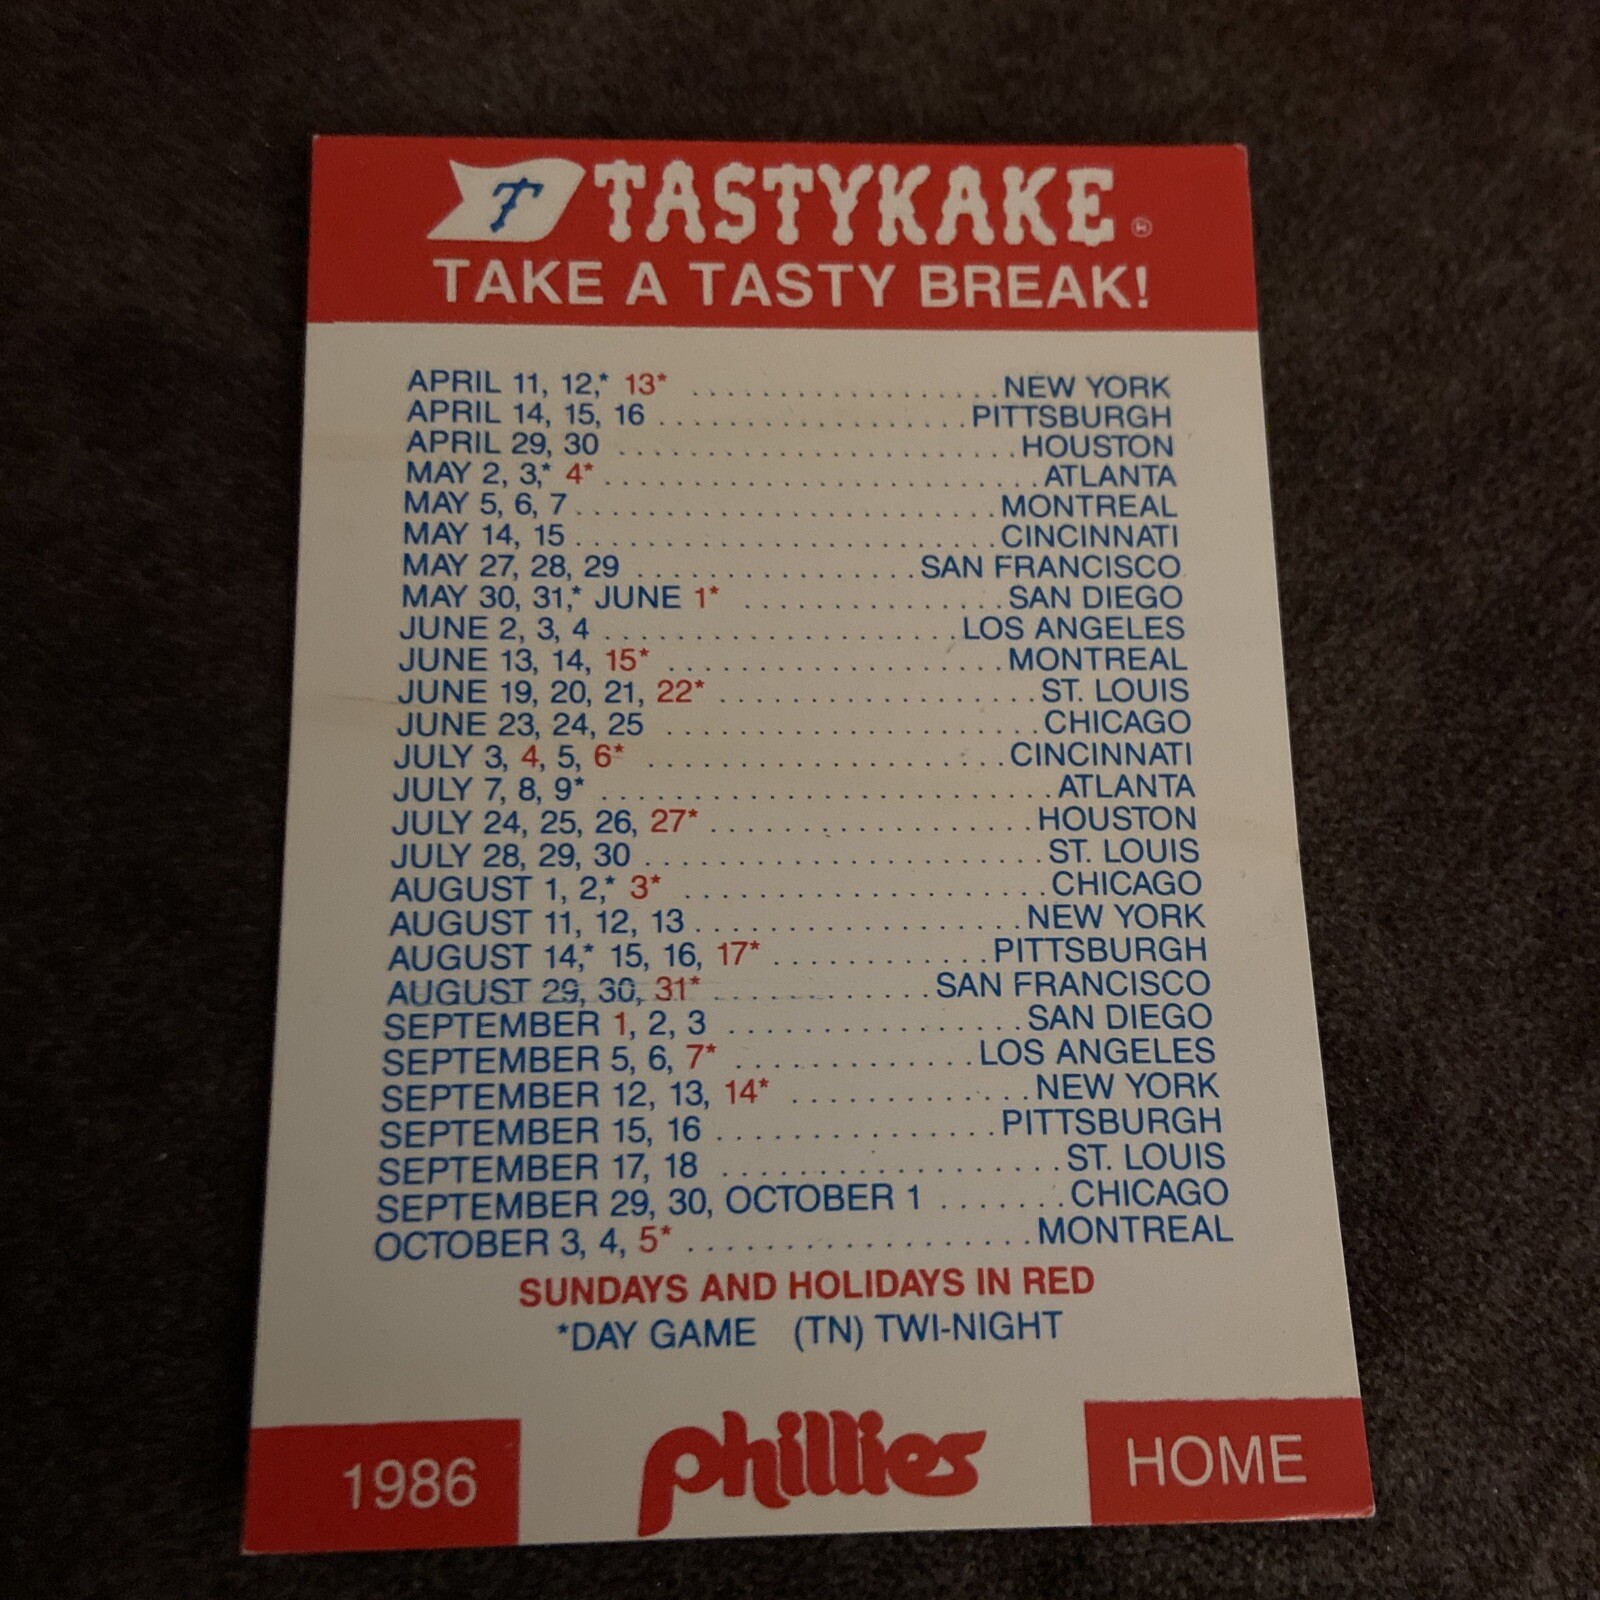 T TASTYKAKE®
TAKE A TASTY BREAK!
APRIL 11, 12,* 13* .................. NEW YORK
APRIL 14, 15, 16 .................. PITTSBURGH
APRIL 29, 30 ....................... HOUSTON
MAY 2, 3,* 4* ......................... ATLANTA
MAY 5, 6, 7 ........................ MONTREAL
MAY 14, 15 ........................ CINCINNATI
MAY 27, 28, 29 ................ SAN FRANCISCO
MAY 30, 31,* JUNE 1* ............... SAN DIEGO
JUNE 2, 3, 4 ..................... LOS ANGELES
JUNE 13, 14, 15* ................... MONTREAL
JUNE 19, 20, 21, 22* .................. ST. LOUIS
JUNE 23, 24, 25 ...................... CHICAGO
JULY 3, 4, 5, 6* ..................... CINCINNATI
JULY 7, 8, 9* .......................... ATLANTA
JULY 24, 25, 26, 27* ................... HOUSTON
JULY 28, 29, 30 ....................... ST. LOUIS
AUGUST 1, 2,* 3* ..................... CHICAGO
AUGUST 11, 12, 13 ................... NEW YORK
AUGUST 14,* 15, 16, 17* ............. PITTSBURGH
AUGUST 29, 30, 31* ............ SAN FRANCISCO
SEPTEMBER 1, 2, 3 ................. SAN DIEGO
SEPTEMBER 5, 6, 7* .............. LOS ANGELES
SEPTEMBER 12, 13, 14* .............. NEW YORK
SEPTEMBER 15, 16 ................ PITTSBURGH
SEPTEMBER 17, 18 .................... ST. LOUIS
SEPTEMBER 29, 30, OCTOBER 1 ....... CHICAGO
OCTOBER 3, 4, 5* .................... MONTREAL
SUNDAYS AND HOLIDAYS IN RED
*DAY GAME (TN) TWI-NIGHT
1986 phillies HOME